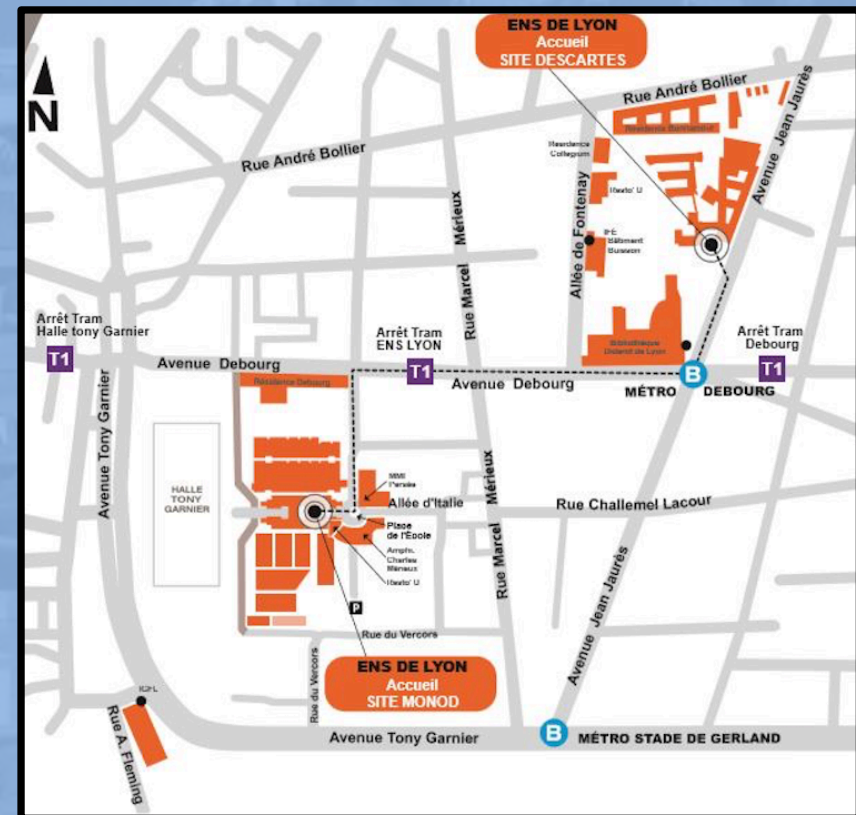 ENS DE LYON
Accueil
SITE DESCARTES
N
Rue André Bollier
Rue André Bollier
Avenue Jean Jaurès
Résidence
Collegium
Resto' U
Allée de Fontenay
IFÉ
Bâtiment
Buisson
Rue Marcel Mérieux
Arrêt Tram
Halle tony Garnier
T1
Avenue Debourg
Arrêt Tram
ENS LYON
T1
Avenue Debourg
Bibliothèque
Diderot de Lyon
B
MÉTRO DEBOURG
Arrêt Tram
Debourg
T1
Résidence Debourg
Avenue Tony Garnier
HALLE
TONY
GARNIER
MMI
Allée d'Italie
Place
de l'École
Amphi.
Charles
Mérieux
Resto' U
P
Rue Marcel Mérieux
Rue Challemel Lacour
Avenue Jean Jaurès
Rue du Vercors
Rue du Vercors
ENS DE LYON
Accueil
SITE MONOD
Rue A. Fleming
Avenue Tony Garnier
B
MÉTRO STADE DE GERLAND